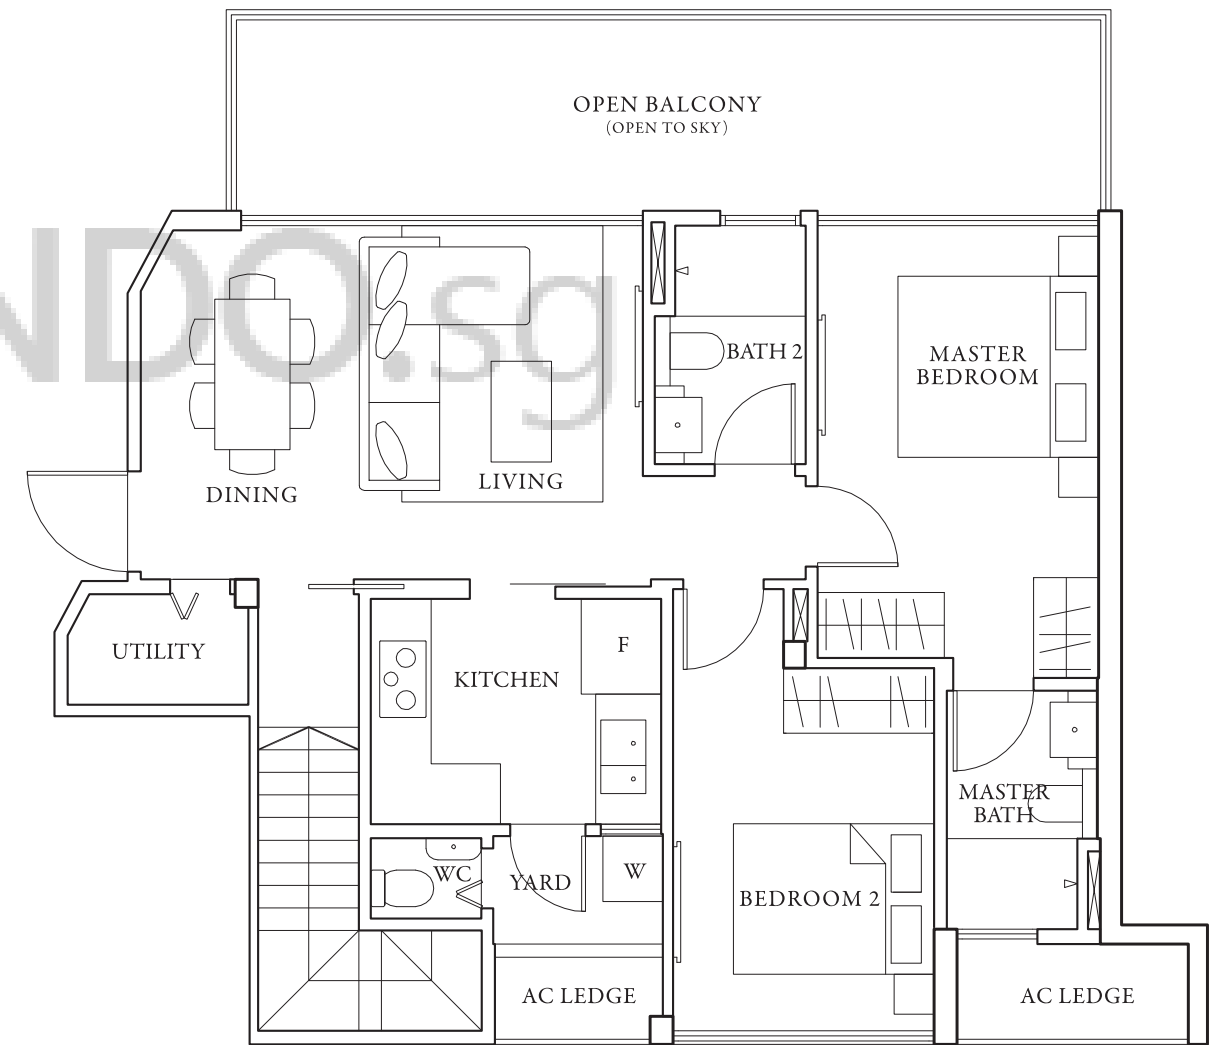 OPEN BALCONY
(OPEN TO SKY)
NDO.sg
BATH 2
MASTER
BEDROOM
LIVING
DINING
UTILITY
F
KITCHEN
MASTER
BATH
WC
YARD
W
BEDROOM 2
AC LEDGE
AC LEDGE